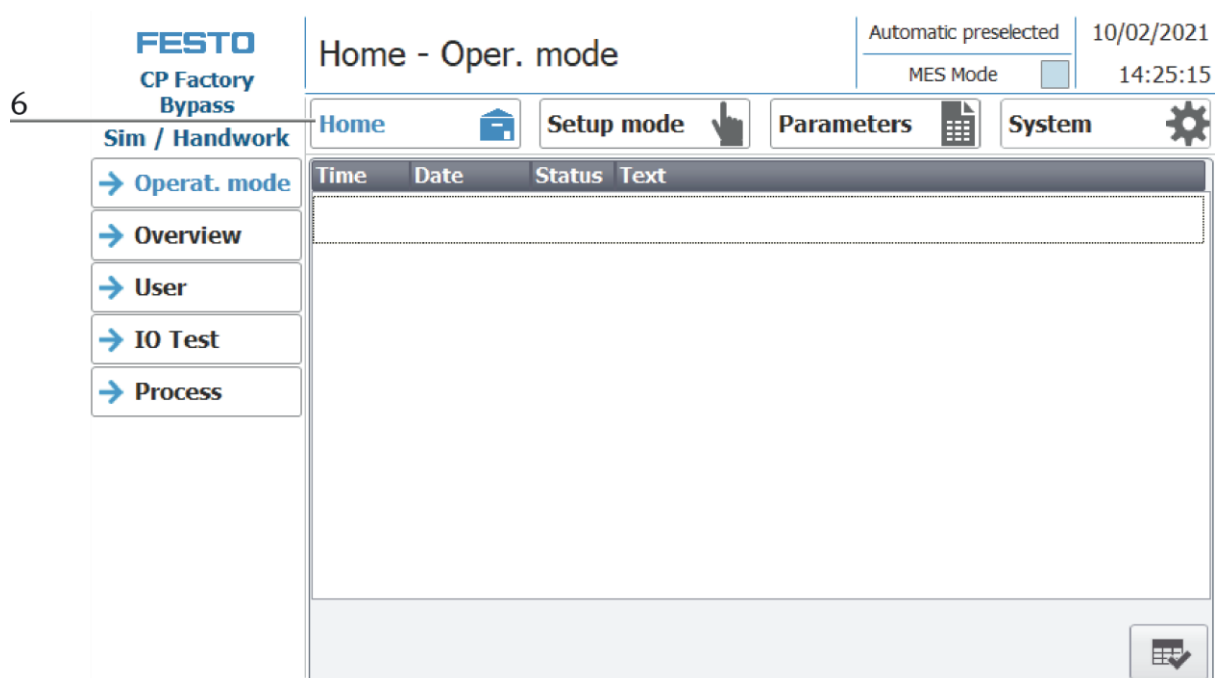 FESTO
CP Factory
Bypass
Sim / Handwork
Home - Oper. mode
Automatic preselected
MES Mode
10/02/2021
14:25:15
6
Home
Setup mode
Parameters
System
Operat. mode
Overview
User
IO Test
Process
Time Date Status Text